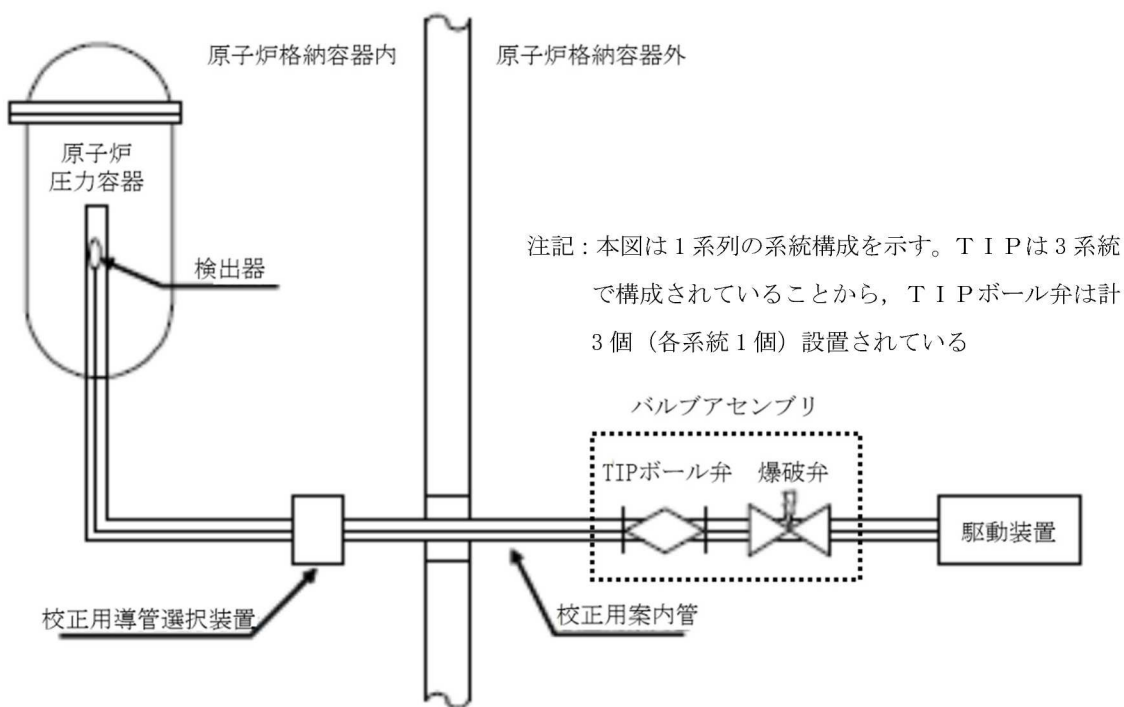 原子炉格納容器内
原子炉格納容器外
原子炉
圧力容器
検出器
注記：本図は１系列の系統構成を示す。ＴＩＰは３系統
で構成されていることから，ＴＩＰボール弁は計
３個（各系統１個）設置されている
バルブアセンブリ
TIPボール弁
爆破弁
駆動装置
校正用導管選択装置
校正用案内管